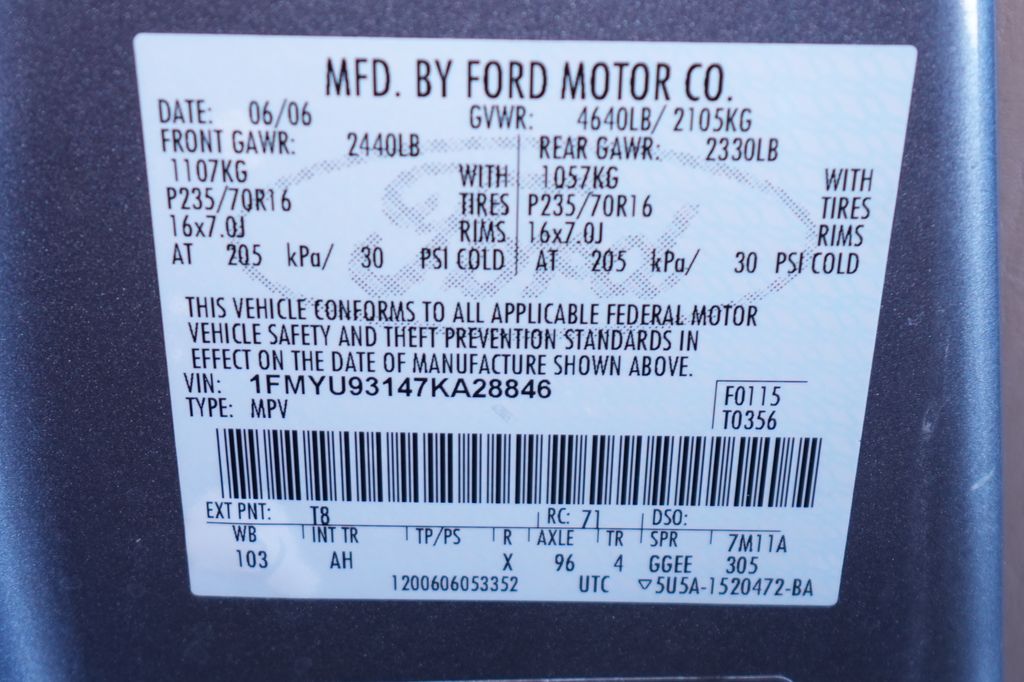 MFD. BY FORD MOTOR CO.
DATE: 06/06 GVWR: 4640LB/ 2105KG
FRONT GAWR: 2440LB REAR GAWR: 2330LB
1107KG WITH 1057KG WITH
P235/70R16 TIRES P235/70R16 TIRES
16x7.0J RIMS 16x7.0J RIMS
AT 205 kPa/ 30 PSI COLD AT 205 kPa/ 30 PSI COLD
Ford
THIS VEHICLE CONFORMS TO ALL APPLICABLE FEDERAL MOTOR
VEHICLE SAFETY AND THEFT PREVENTION STANDARDS IN
EFFECT ON THE DATE OF MANUFACTURE SHOWN ABOVE.
VIN: 1FMYU93147KA28846 F0115
TYPE: MPV T0356
EXT PNT: T8 RC: 71 DSO:
WB INT TR TP/PS R AXLE TR SPR 7M11A
103 AH X 96 4 GGEE 305
1200606053352 UTC ▽5U5A-1520472-BA